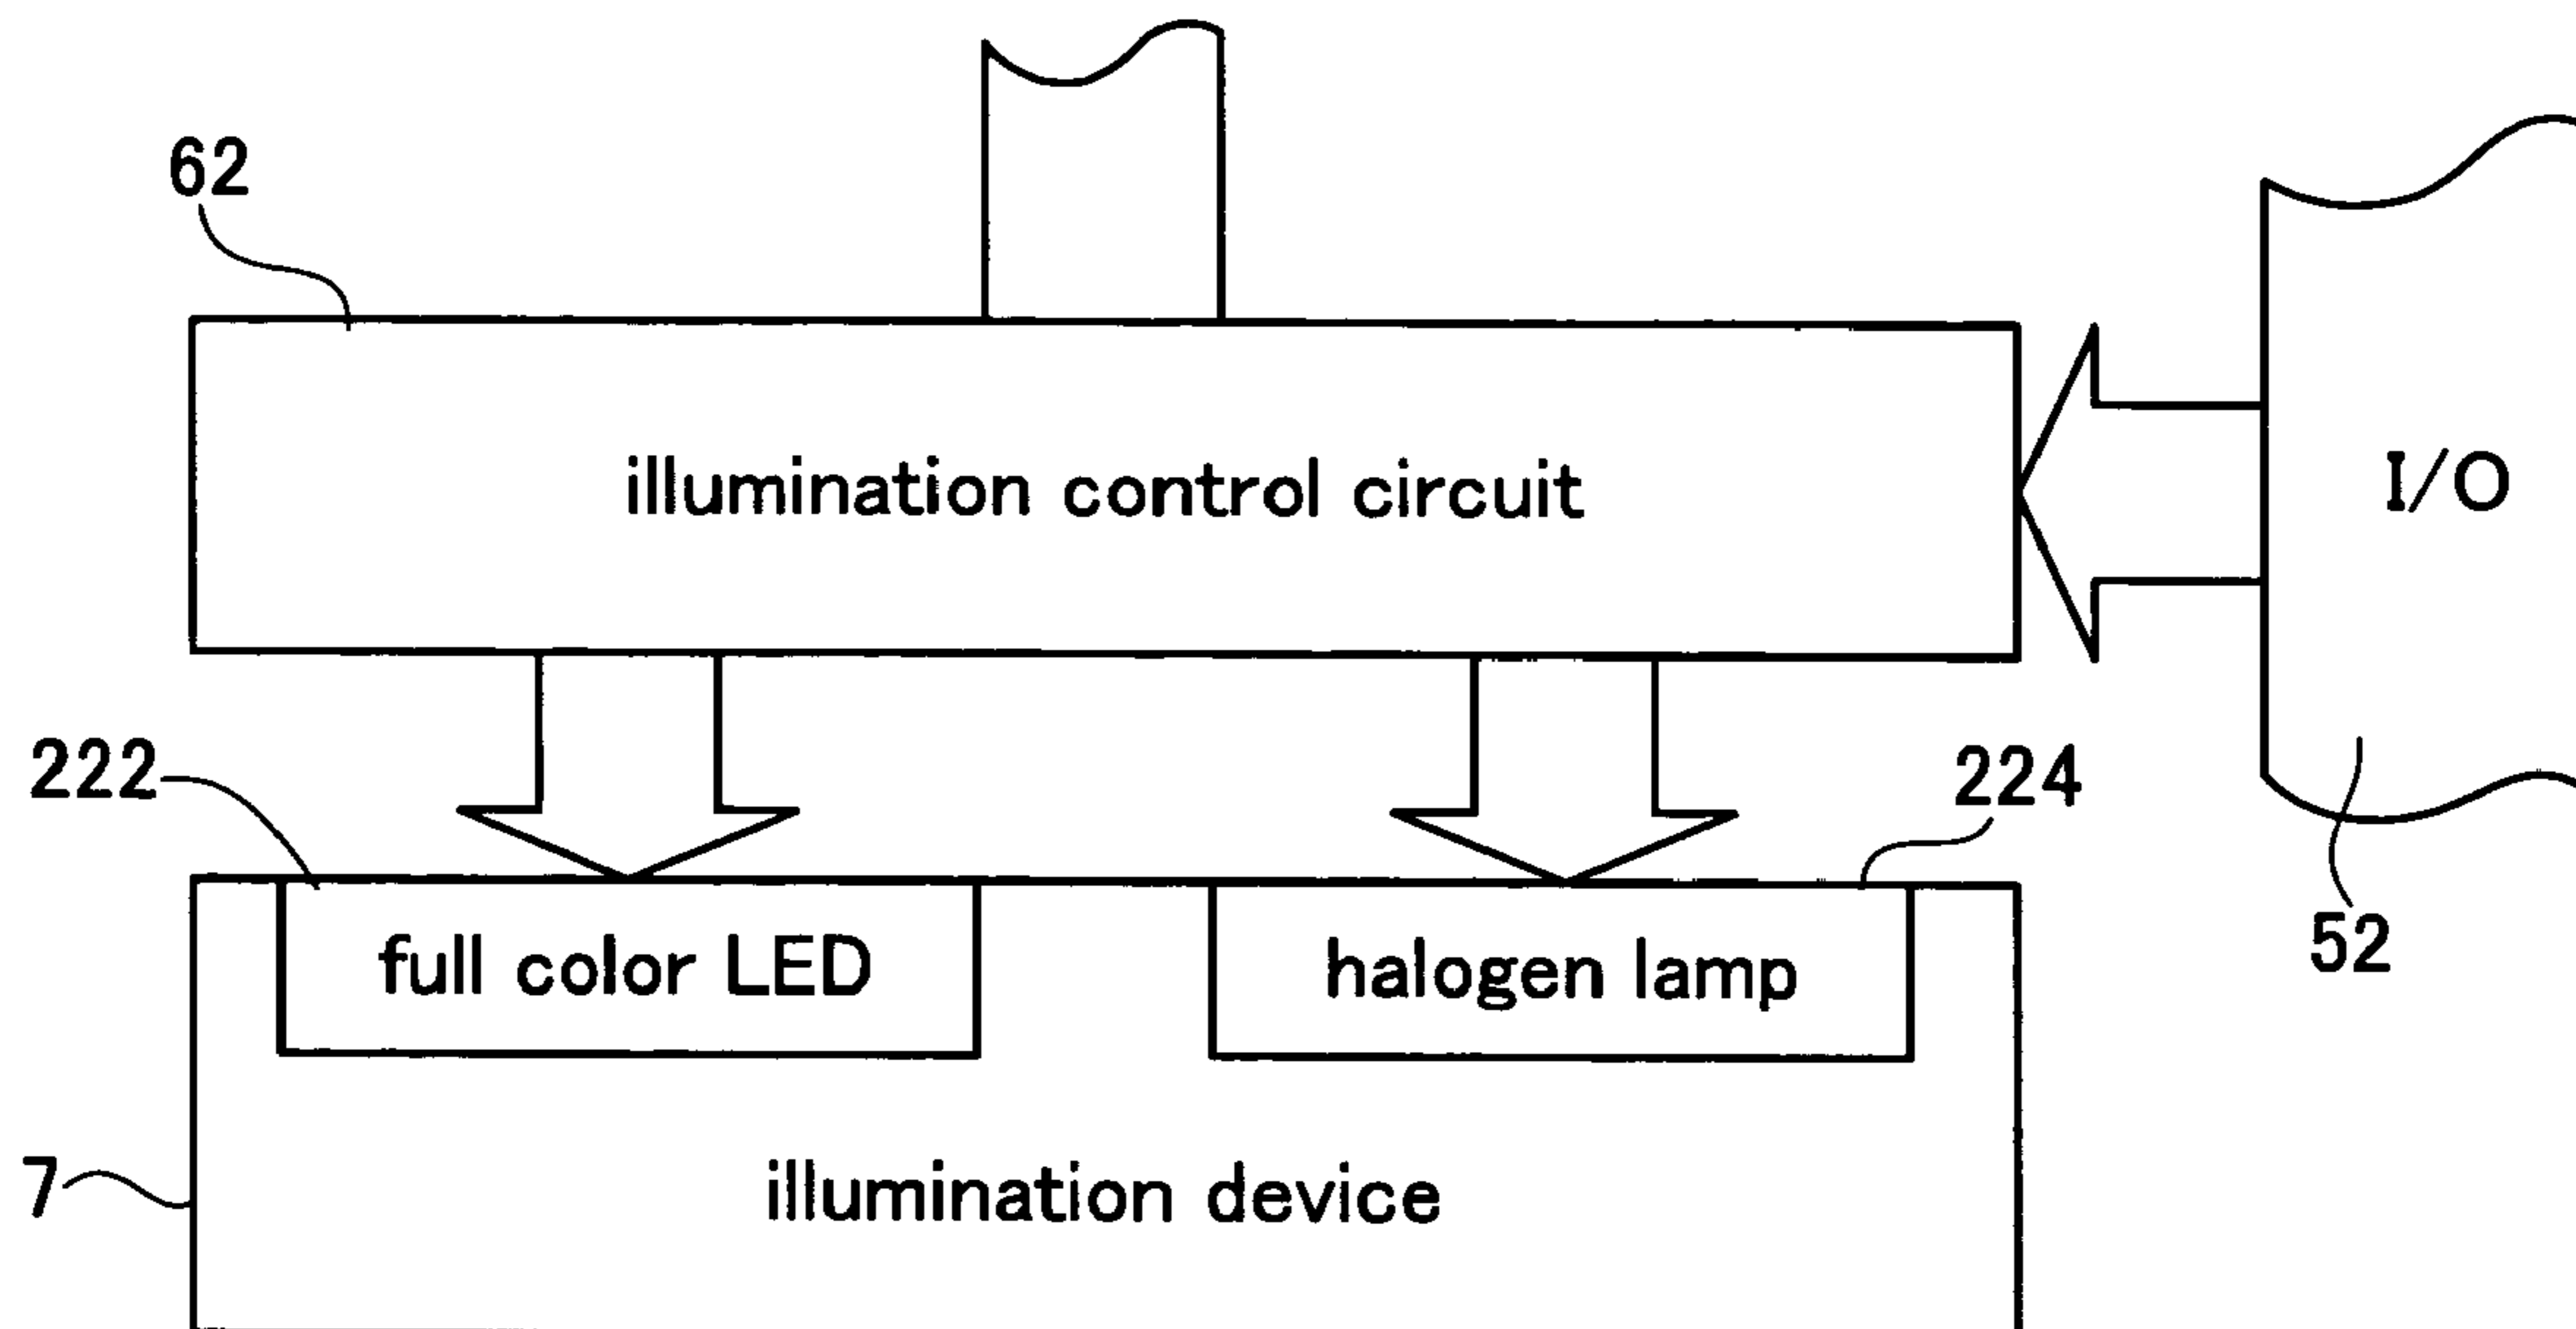 62
illumination control circuit
I/O
222
224
full color LED
halogen lamp
52
7
illumination device